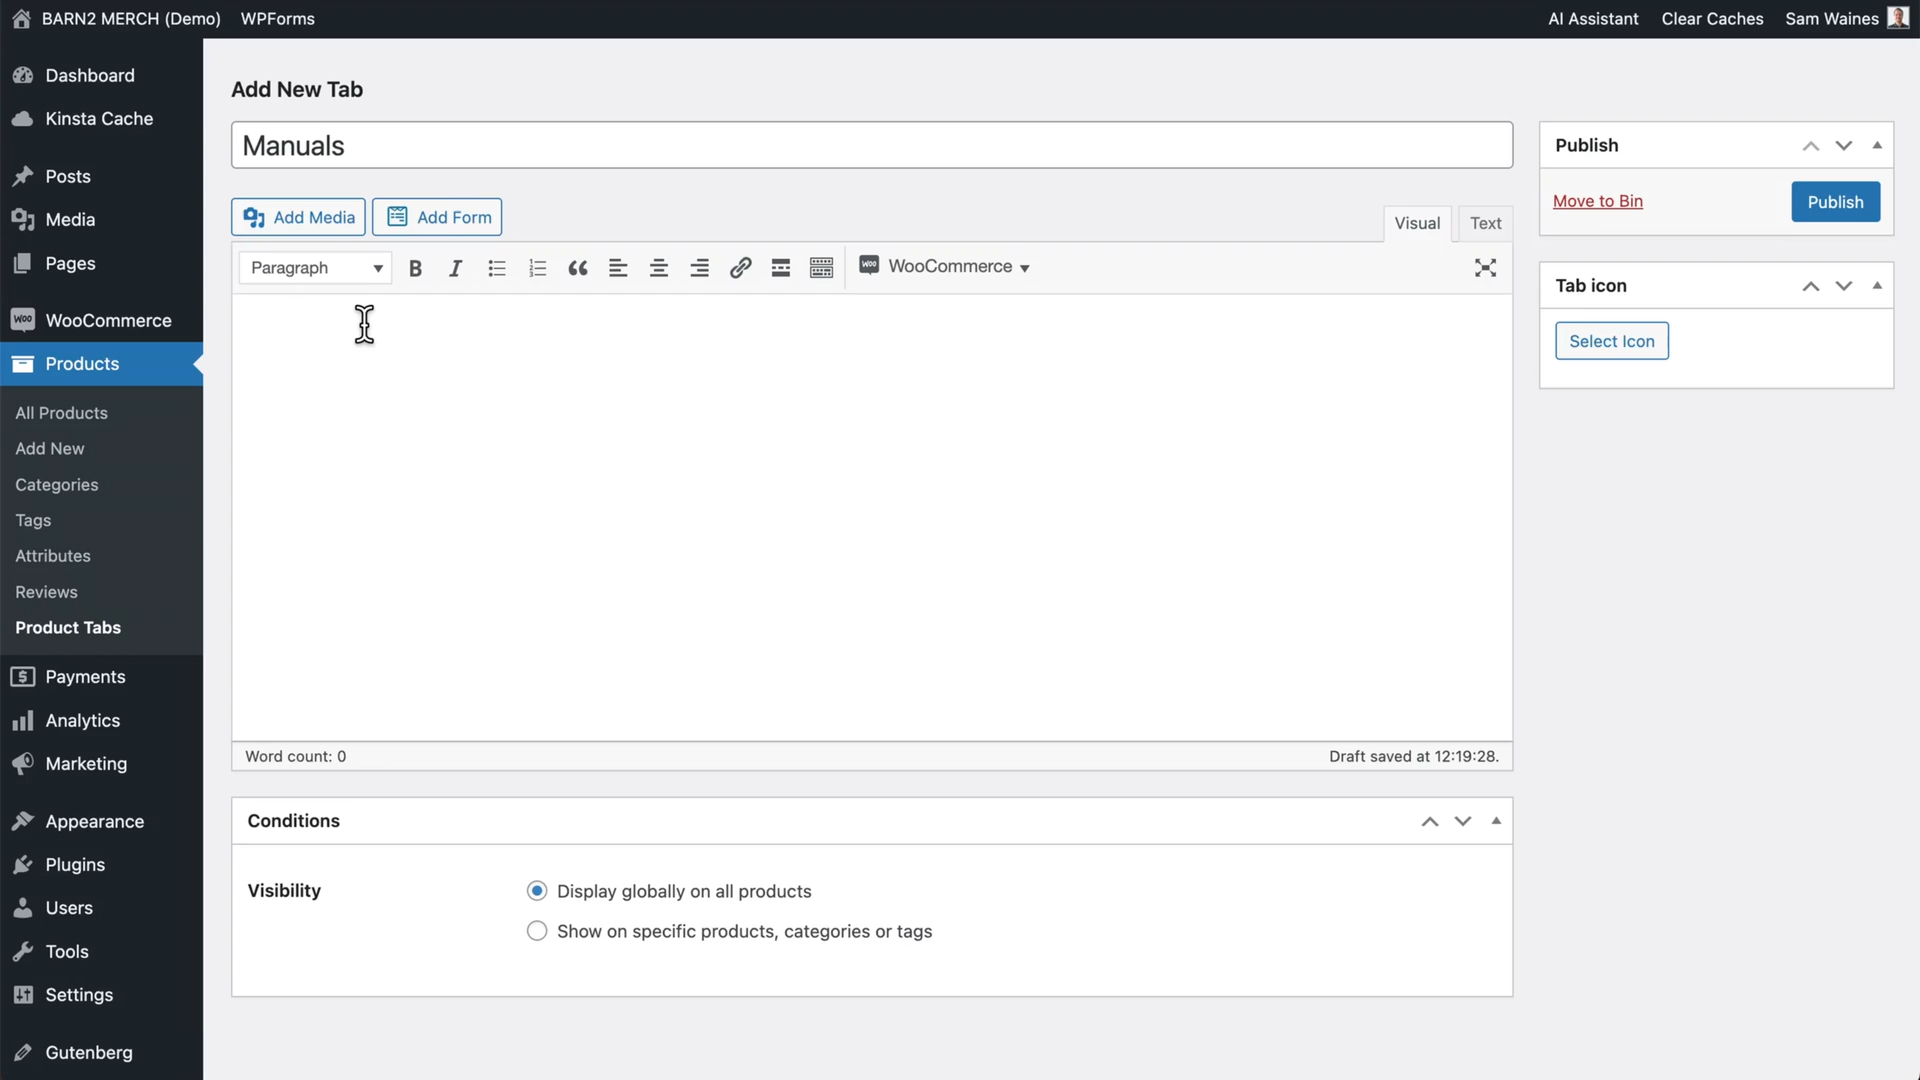 BARN2 MERCH (Demo) WPForms AI Assistant Clear Caches Sam Waines
Dashboard
Kinsta Cache
Posts
Media
Pages
WooCommerce
Products
All Products
Add New
Categories
Tags
Attributes
Reviews
Product Tabs
Payments
Analytics
Marketing
Appearance
Plugins
Users
Tools
Settings
Gutenberg
Add New Tab
Manuals
Add Media Add Form
Visual Text
Paragraph B I WooCommerce
Word count: 0 Draft saved at 12:19:28.
Conditions
Visibility Display globally on all products
Show on specific products, categories or tags
Publish
Move to Bin Publish
Tab icon
Select Icon